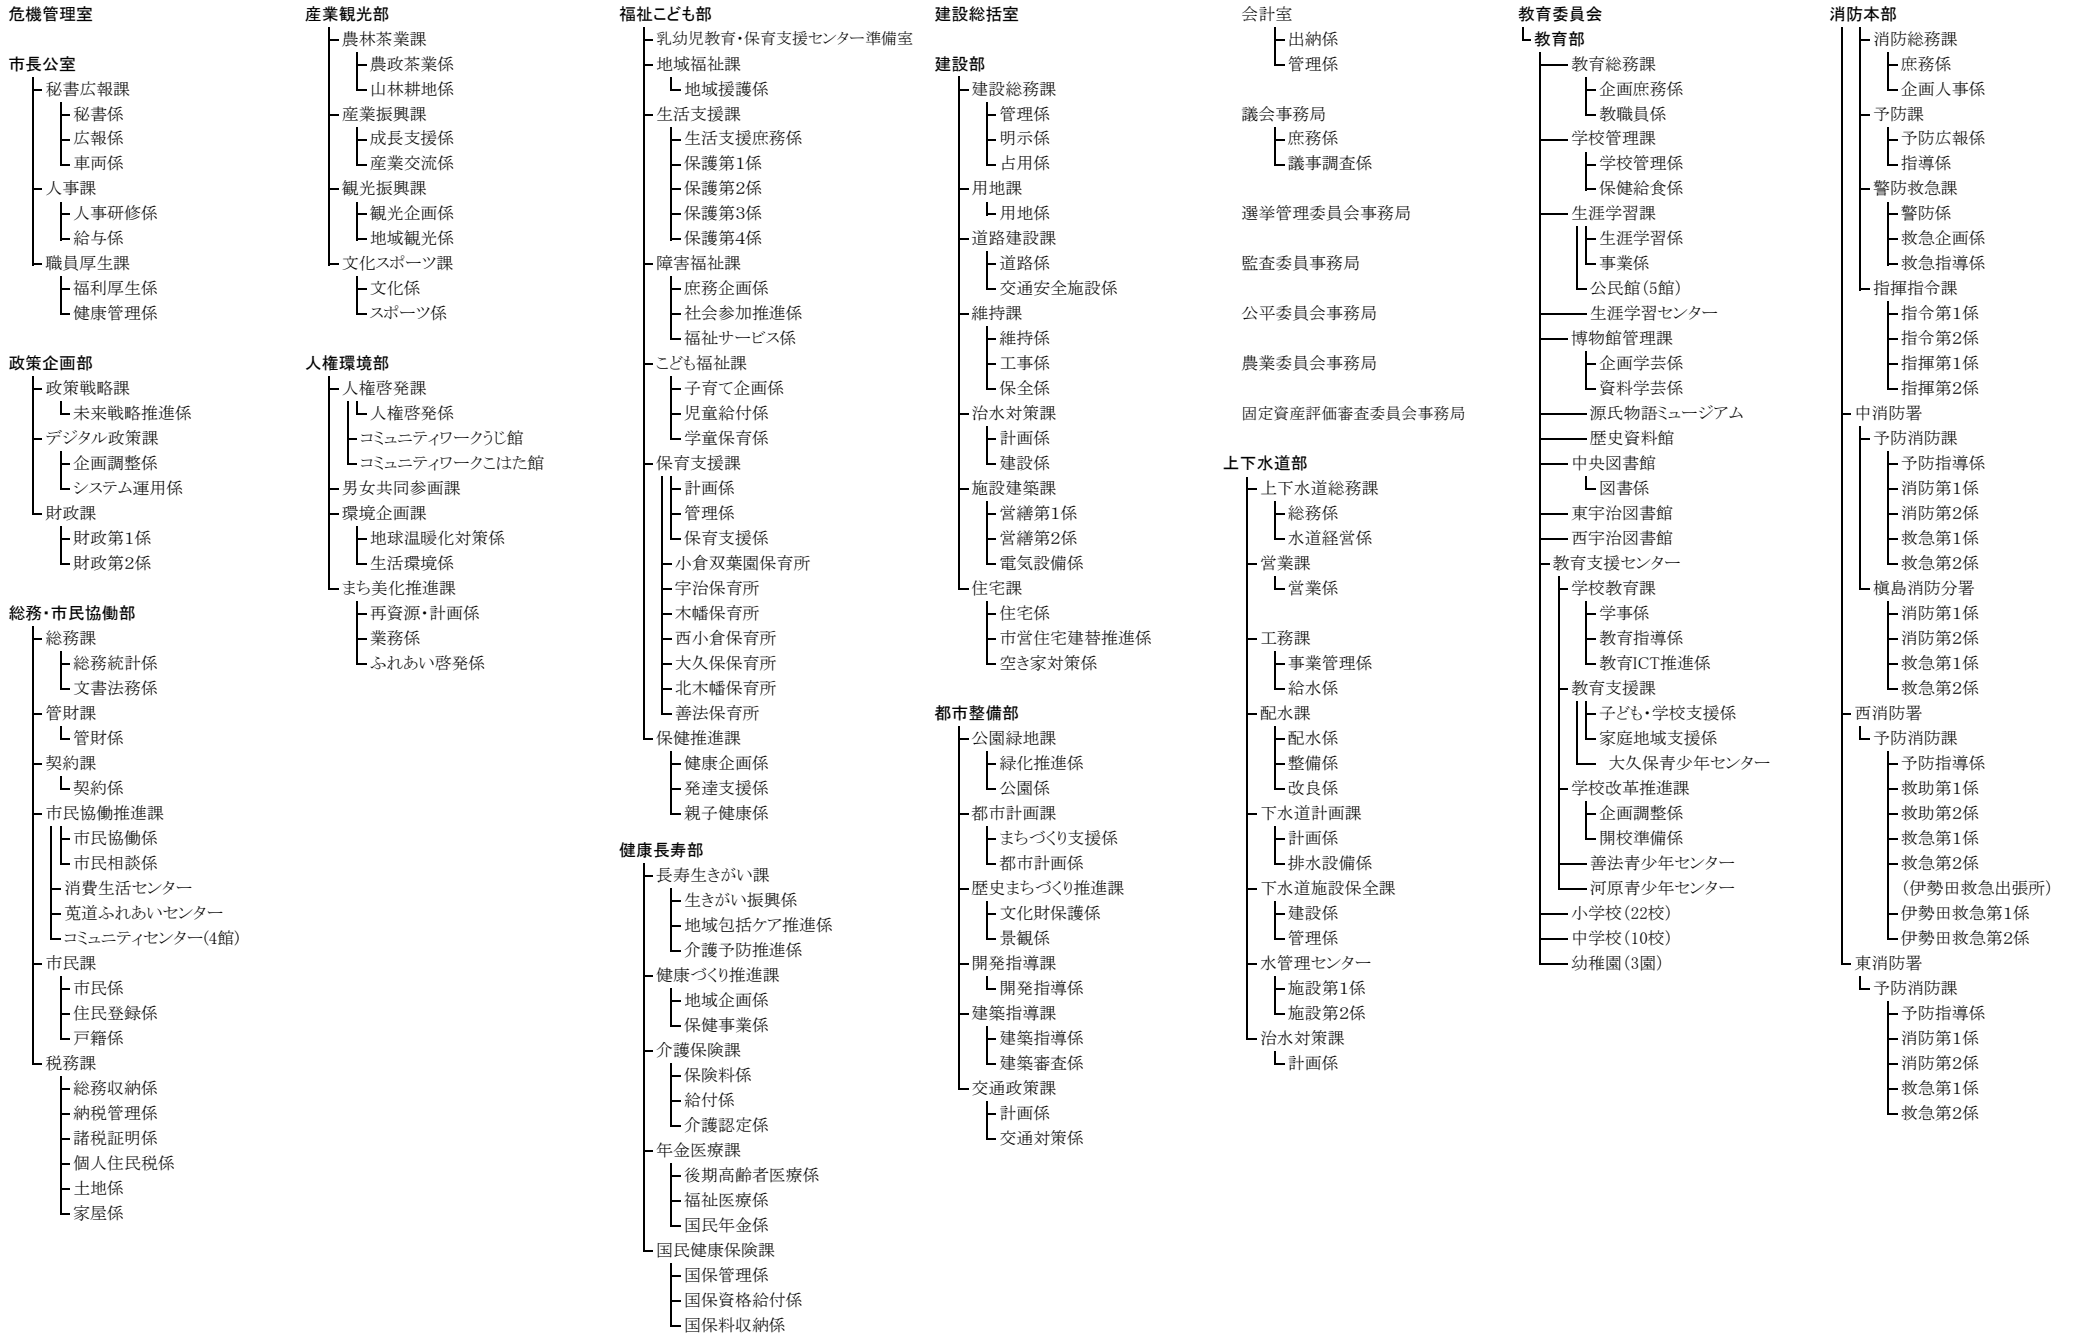 危機管理室
市長公室
秘書広報課
秘書係
広報係
車両係
人事課
人事研修係
給与係
職員厚生課
福利厚生係
健康管理係
政策企画部
政策戦略課
未来戦略推進係
デジタル政策課
企画調整係
システム運用係
財政課
財政第1係
財政第2係
総務・市民協働部
総務課
総務統計係
文書法務係
管財課
管財係
契約課
契約係
市民協働推進課
市民協働係
市民相談係
消費生活センター
菟道ふれあいセンター
コミュニティセンター(4館)
市民課
市民係
住民登録係
戸籍係
税務課
総務収納係
納税管理係
諸税証明係
個人住民税係
土地係
家屋係
産業観光部
農林茶業課
農政茶業係
山林耕地係
産業振興課
成長支援係
産業交流係
観光振興課
観光企画係
地域観光係
文化スポーツ課
文化係
スポーツ係
人権環境部
人権啓発課
人権啓発係
コミュニティワークうじ館
コミュニティワークこはた館
男女共同参画課
環境企画課
地球温暖化対策係
生活環境係
まち美化推進課
再資源・計画係
業務係
ふれあい啓発係
福祉こども部
乳幼児教育・保育支援センター準備室
地域福祉課
地域援護係
生活支援課
生活支援庶務係
保護第1係
保護第2係
保護第3係
保護第4係
障害福祉課
庶務企画係
社会参加推進係
福祉サービス係
こども福祉課
子育て企画係
児童給付係
学童保育係
保育支援課
計画係
管理係
保育支援係
小倉双葉園保育所
宇治保育所
木幡保育所
西小倉保育所
大久保保育所
北木幡保育所
善法保育所
保健推進課
健康企画係
発達支援係
親子健康係
健康長寿部
長寿生きがい課
生きがい振興係
地域包括ケア推進係
介護予防推進係
健康づくり推進課
地域企画係
保健事業係
介護保険課
保険料係
給付係
介護認定係
年金医療課
後期高齢者医療係
福祉医療係
国民年金係
国民健康保険課
国保管理係
国保資格給付係
国保料収納係
建設総括室
建設部
建設総務課
管理係
明示係
占用係
用地課
用地係
道路建設課
道路係
交通安全施設係
維持課
維持係
工事係
保全係
治水対策課
計画係
建設係
施設建築課
営繕第1係
営繕第2係
電気設備係
住宅課
住宅係
市営住宅建替推進係
空き家対策係
都市整備部
公園緑地課
緑化推進係
公園係
都市計画課
まちづくり支援係
都市計画係
歴史まちづくり推進課
文化財保護係
景観係
開発指導課
開発指導係
建築指導課
建築指導係
建築審査係
交通政策課
計画係
交通対策係
会計室
出納係
管理係
議会事務局
庶務係
議事調査係
選挙管理委員会事務局
監査委員事務局
公平委員会事務局
農業委員会事務局
固定資産評価審査委員会事務局
上下水道部
上下水道総務課
総務係
水道経営係
営業課
営業係
工務課
事業管理係
給水係
配水課
配水係
整備係
改良係
下水道計画課
計画係
排水設備係
下水道施設保全課
建設係
管理係
水管理センター
施設第1係
施設第2係
治水対策課
計画係
教育委員会
教育部
教育総務課
企画庶務係
教職員係
学校管理課
学校管理係
保健給食係
生涯学習課
生涯学習係
事業係
公民館(5館)
生涯学習センター
博物館管理課
企画学芸係
資料学芸係
源氏物語ミュージアム
歴史資料館
中央図書館
図書係
東宇治図書館
西宇治図書館
教育支援センター
学校教育課
学事係
教育指導係
教育ICT推進係
教育支援課
子ども・学校支援係
家庭地域支援係
大久保青少年センター
学校改革推進課
企画調整係
開校準備係
善法青少年センター
河原青少年センター
小学校(22校)
中学校(10校)
幼稚園(3園)
消防本部
消防総務課
庶務係
企画人事係
予防課
予防広報係
指導係
警防救急課
警防係
救急企画係
救急指導係
指揮指令課
指令第1係
指令第2係
指揮第1係
指揮第2係
中消防署
予防消防課
予防指導係
消防第1係
消防第2係
救急第1係
救急第2係
槇島消防分署
消防第1係
消防第2係
救急第1係
救急第2係
西消防署
予防消防課
予防指導係
救助第1係
救助第2係
救急第1係
救急第2係
(伊勢田救急出張所)
伊勢田救急第1係
伊勢田救急第2係
東消防署
予防消防課
予防指導係
消防第1係
消防第2係
救急第1係
救急第2係